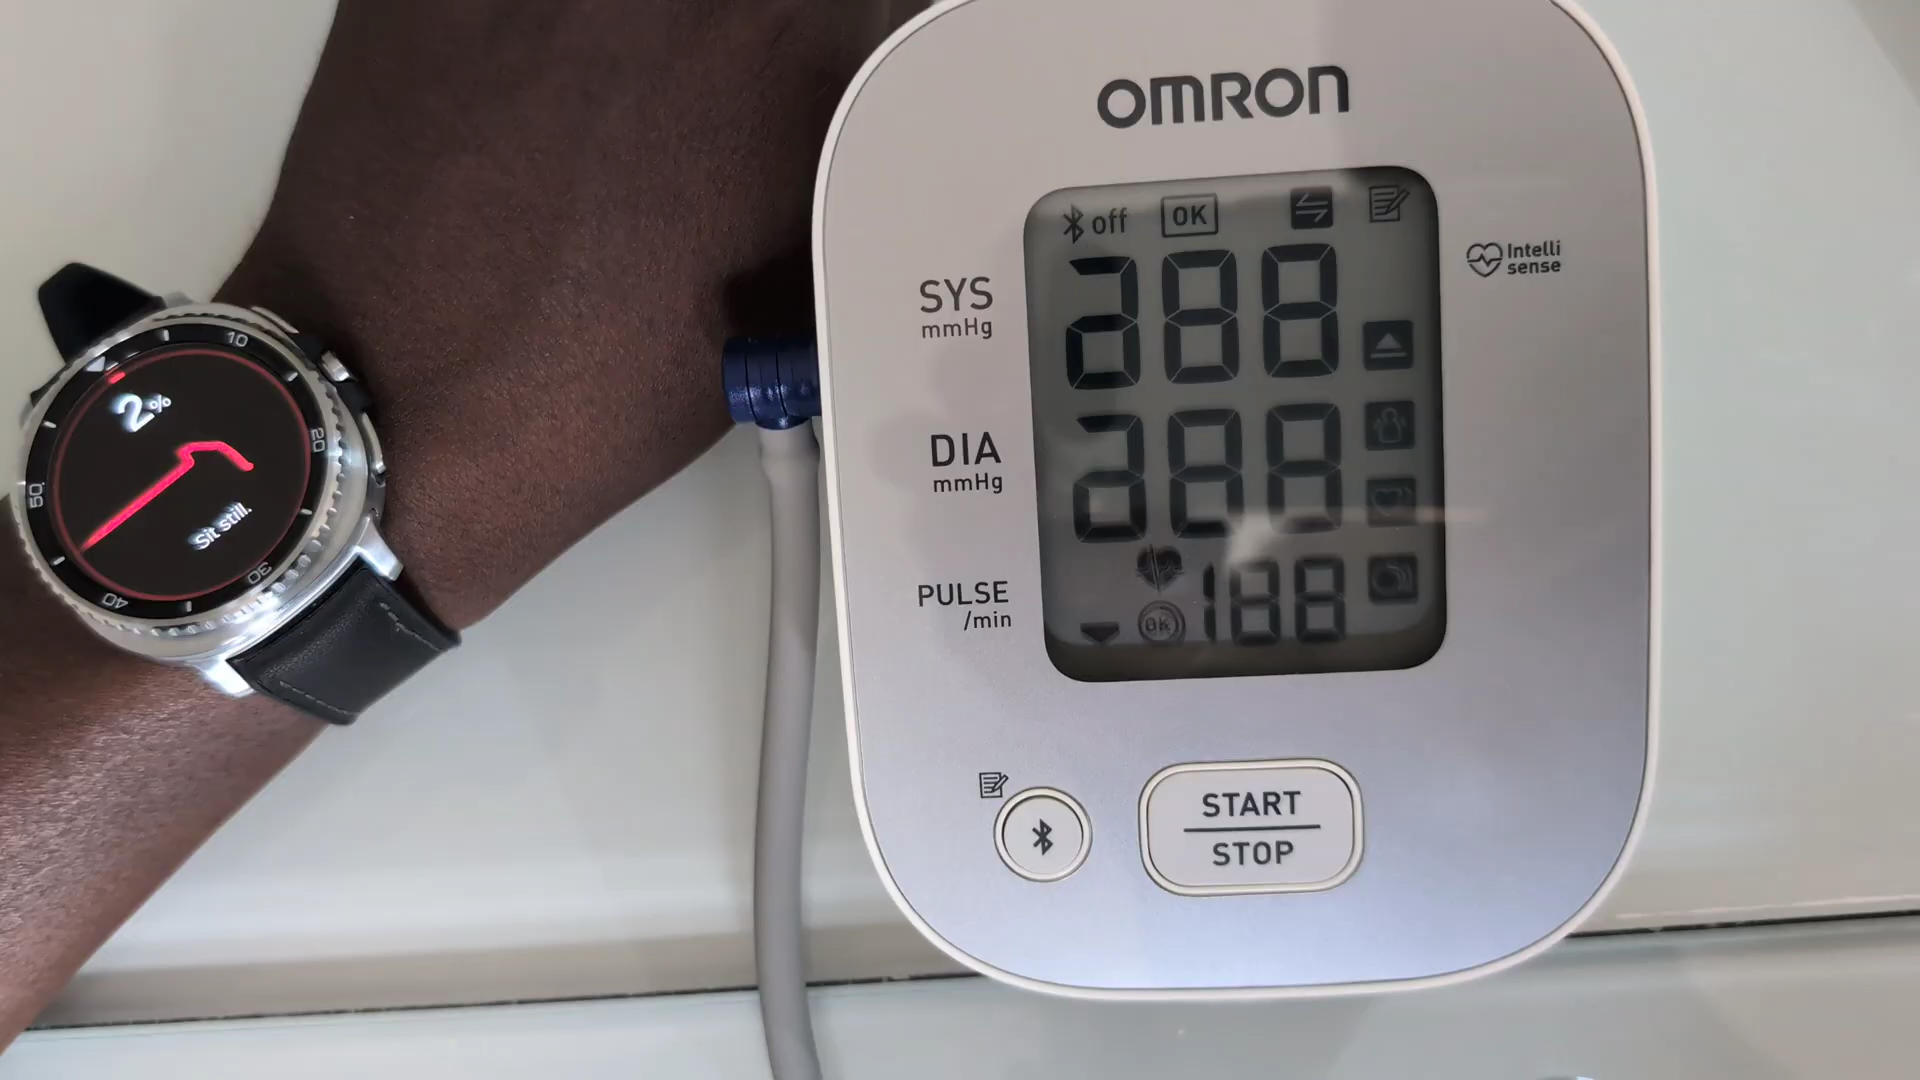 OMRON
off OK
Intelli
sense
SYS
mmHg
288
DIA
mmHg
288
PULSE
/min
OK 188
START
STOP
10
20
30
40
50
2%
Sit still.